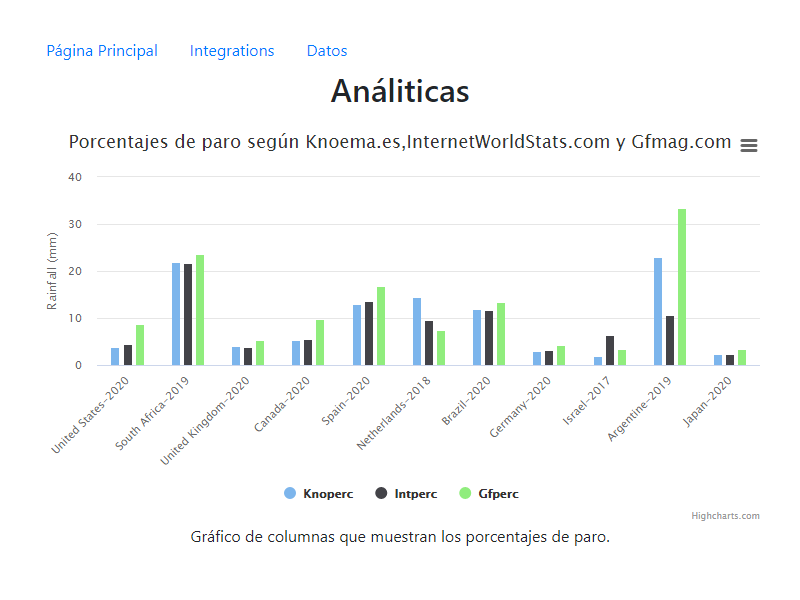 Página Principal Integrations Datos
Análiticas
Porcentajes de paro según Knoema.es,InternetWorldStats.com y Gfmag.com
Rainfall (mm)
40
30
20
10
0
United States-2020
South Africa-2019
United Kingdom-2020
Canada-2020
Spain-2020
Netherlands-2018
Brazil-2020
Germany-2020
Israel-2017
Argentine-2019
Japan-2020
Knoperc Intperc Gfperc
Highcharts.com
Gráfico de columnas que muestran los porcentajes de paro.